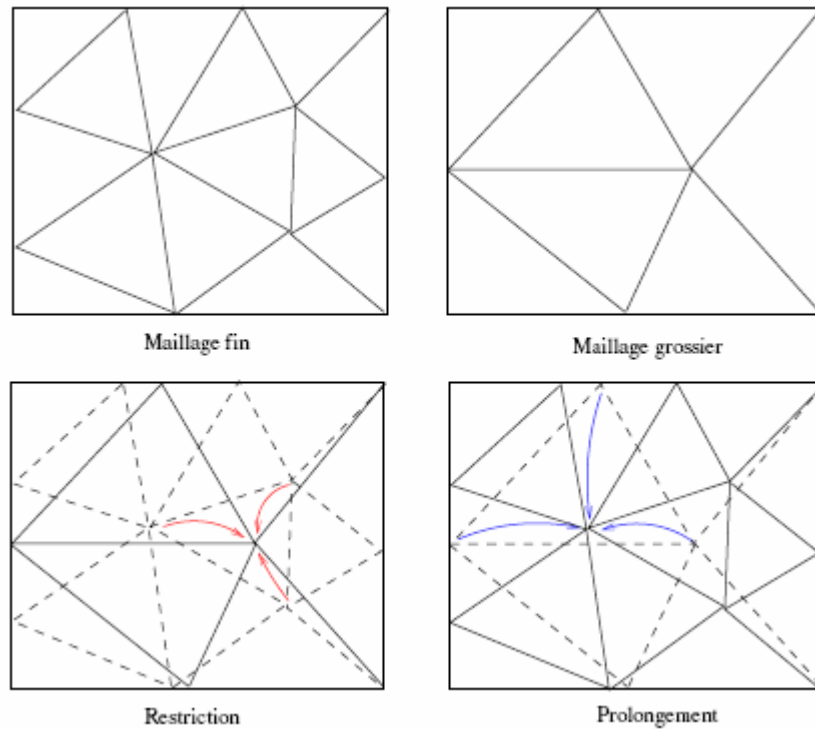 Maillage fin
Maillage grossier
Restriction
Prolongement